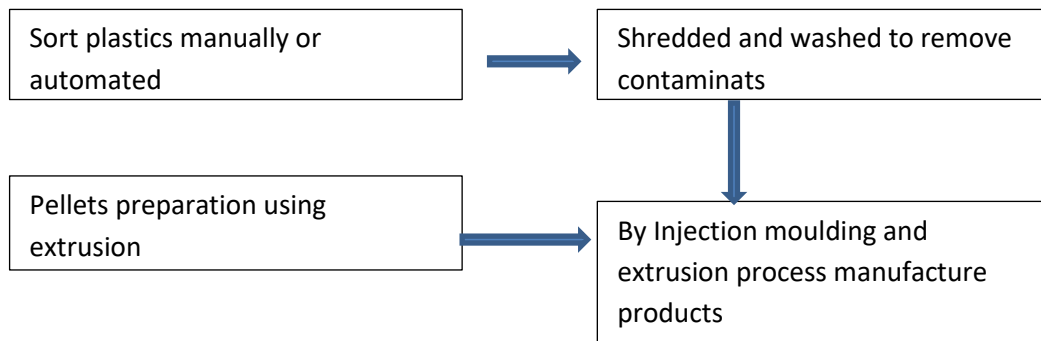 Sort plastics manually or
automated
Shredded and washed to remove
contaminats
Pellets preparation using
extrusion
By Injection moulding and
extrusion process manufacture
products